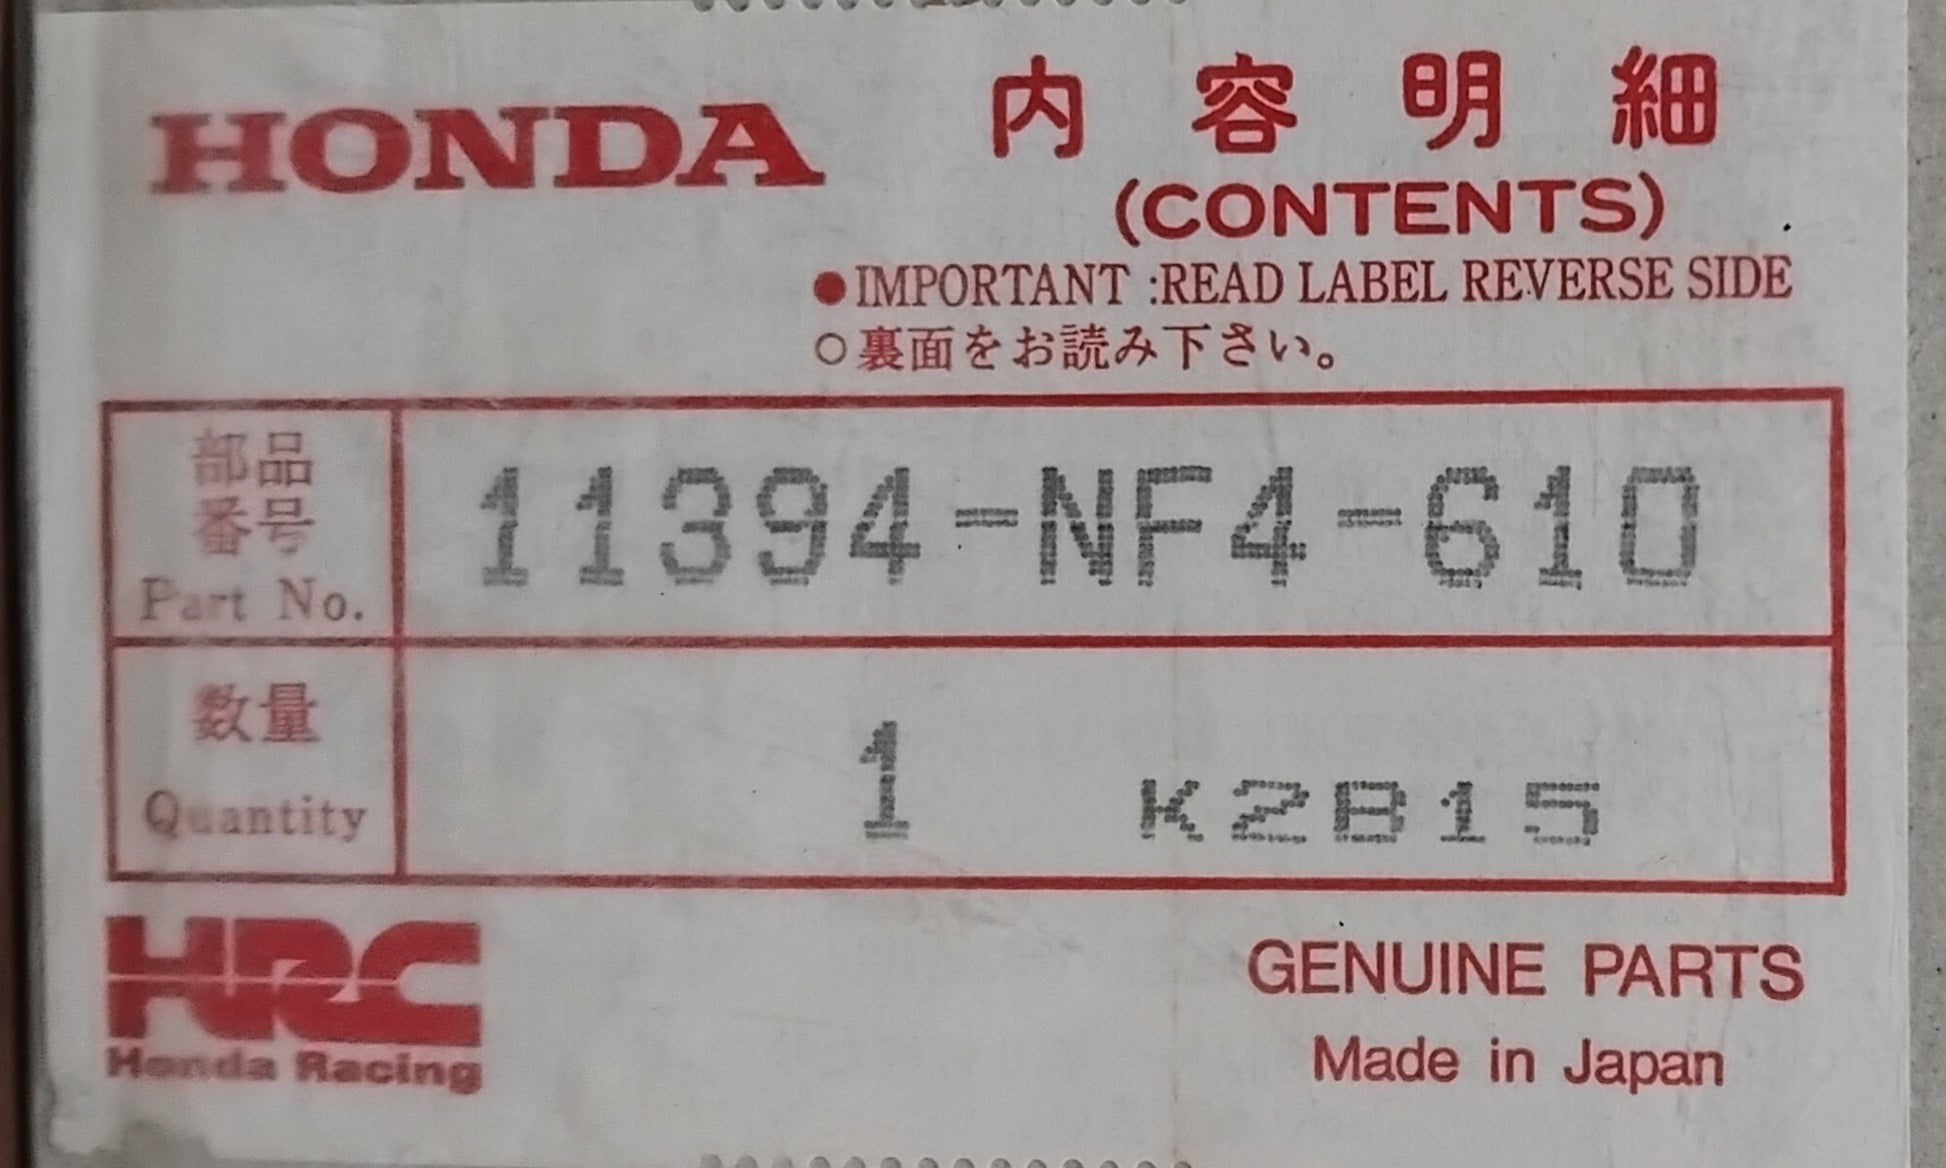 HONDA
内容明細
(CONTENTS)
●IMPORTANT :READ LABEL REVERSE SIDE
○裏面をお読み下さい。
部品
番号
Part No.
11394-NF4-610
数量
Quantity
1 K2B15
HRC
Honda Racing
GENUINE PARTS
Made in Japan